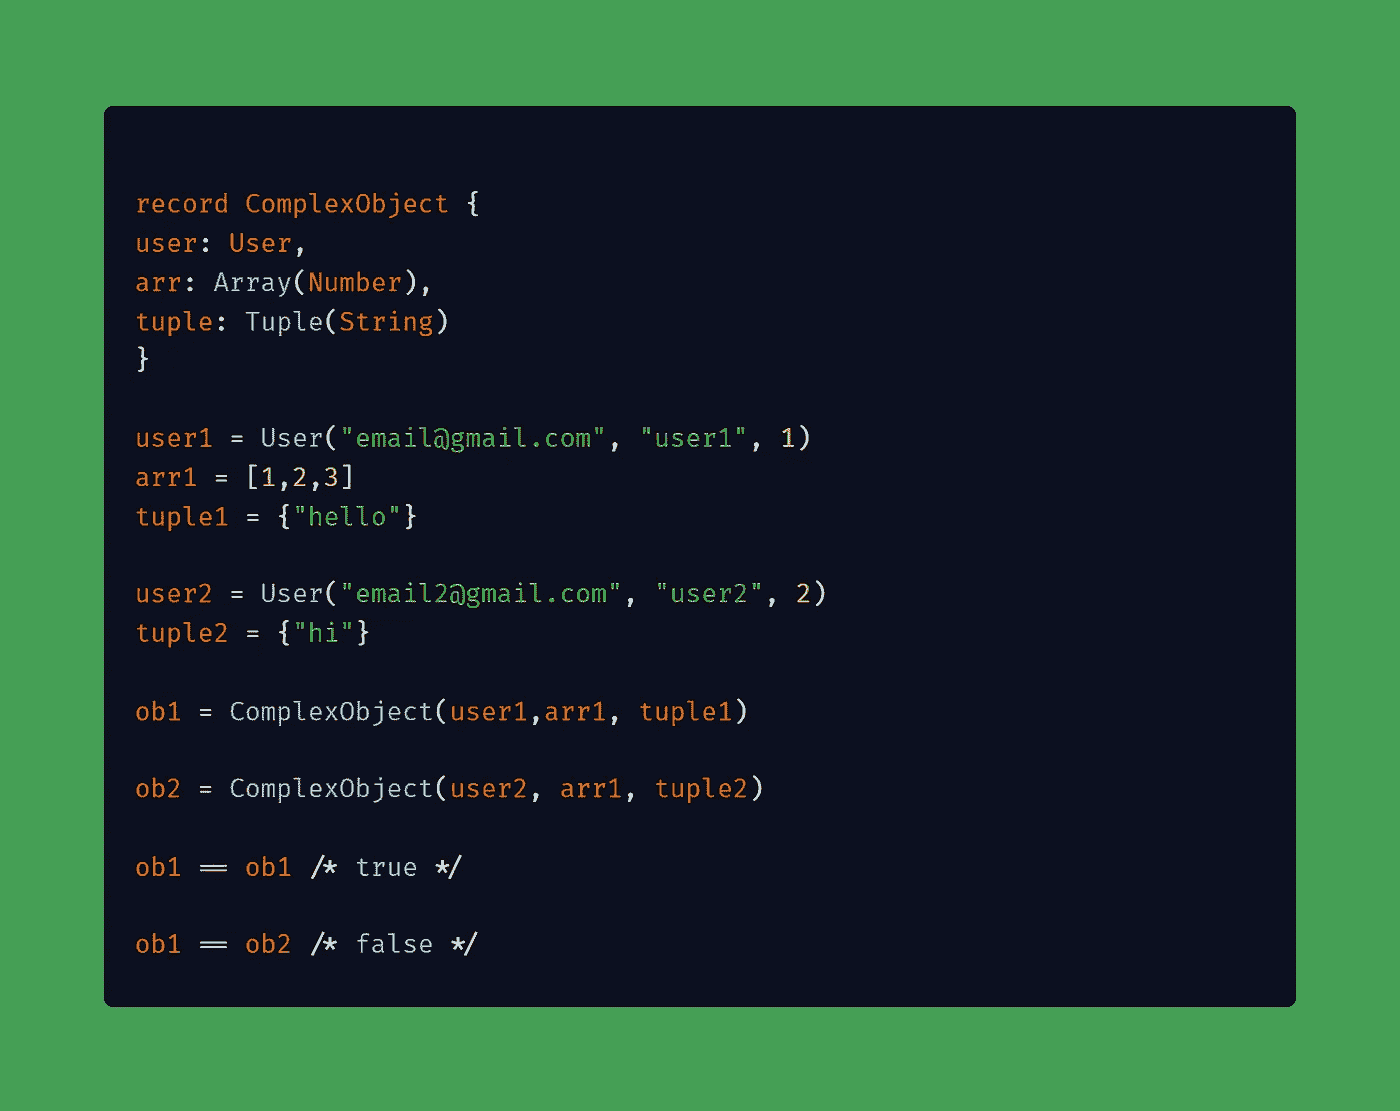 record ComplexObject {
user: User,
arr: Array(Number),
tuple: Tuple(String)
}
user1 = User("email@gmail.com", "user1", 1)
arr1 = [1,2,3]
tuple1 = {"hello"}
user2 = User("email2@gmail.com", "user2", 2)
tuple2 = {"hi"}
ob1 = ComplexObject(user1,arr1, tuple1)
ob2 = ComplexObject(user2, arr1, tuple2)
ob1 == ob1 /* true */
ob1 == ob2 /* false */